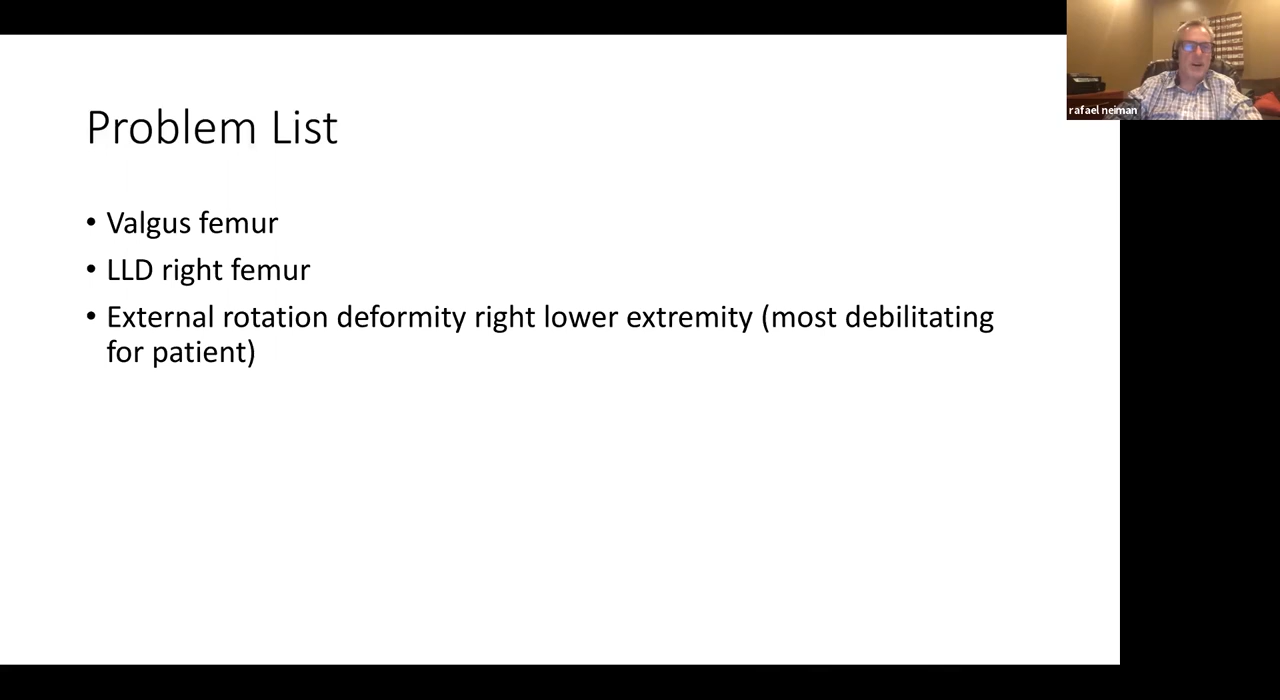 Problem List
• Valgus femur
• LLD right femur
• External rotation deformity right lower extremity (most debilitating
for patient)
rafael neiman